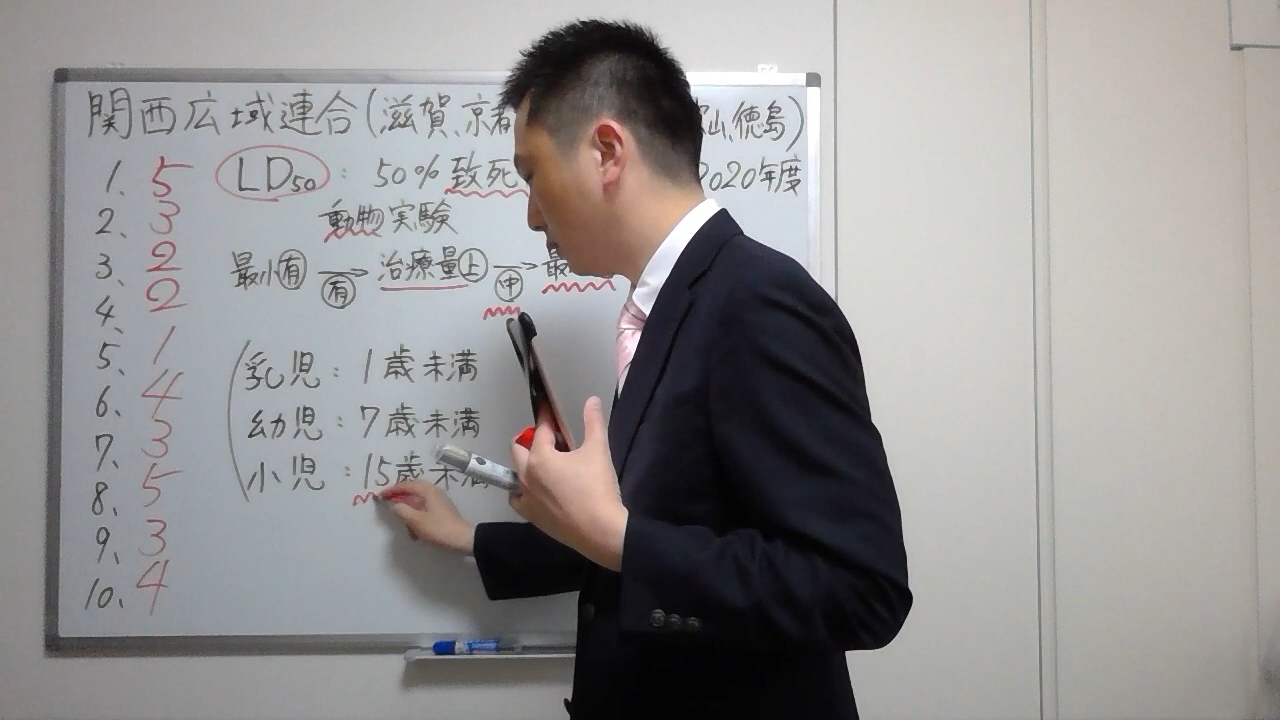 関西広域連合(滋賀、京都 山、徳島)
2020年度
1. 5
2、 3
3、 2
4、 2
5、 1
6、 4
7、 3
8、 5
9、 3
10、 4
LD50 : 50%致死
動物実験
最小有 有 → 治療量上 中 → 最
乳児 : 1歳未満
幼児 : 7歳未満
小児 : 15歳未満